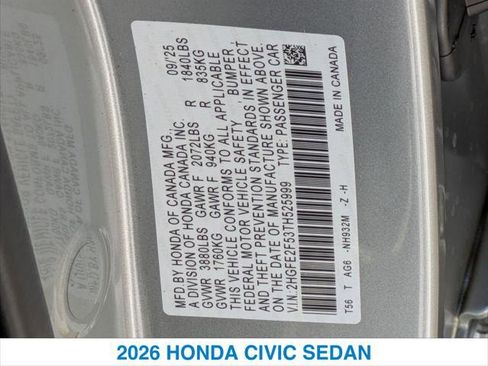 MFD BY HONDA OF CANADA MFG., 09/25
A DIVISION OF HONDA CANADA INC.
GVWR 3880LBS GAWR F 2072LBS R 1840LBS
GVWR 1760KG GAWR F 940KG R 835KG
THIS VEHICLE CONFORMS TO ALL APPLICABLE
FEDERAL MOTOR VEHICLE SAFETY BUMPER,
AND THEFT PREVENTION STANDARDS IN EFFECT
ON THE DATE OF MANUFACTURE SHOWN ABOVE.
V.I.N. 2HGFE2F53TH525999 TYPE: PASSENGER CAR
T56 T AG6 -NH932M -Z -H MADE IN CANADA
2026 HONDA CIVIC SEDAN